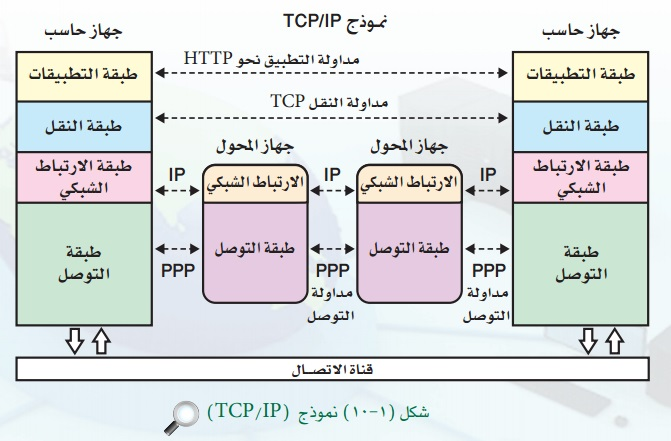 نموذج TCP/IP
جهاز حاسب
جهاز حاسب
طبقة التطبيقات
مداولة التطبيق نحو HTTP
طبقة التطبيقات
طبقة النقل
مداولة النقل TCP
طبقة النقل
جهاز المحول
جهاز المحول
طبقة الارتباط
الشبكي
IP
الارتباط الشبكي
IP
الارتباط الشبكي
IP
طبقة الارتباط
الشبكي
طبقة
التوصل
PPP
مداولة
التوصل
طبقة التوصل
PPP
مداولة
التوصل
طبقة التوصل
PPP
طبقة
التوصل
قناة الاتصال
شكل (١-١٠) نموذج (TCP/IP)